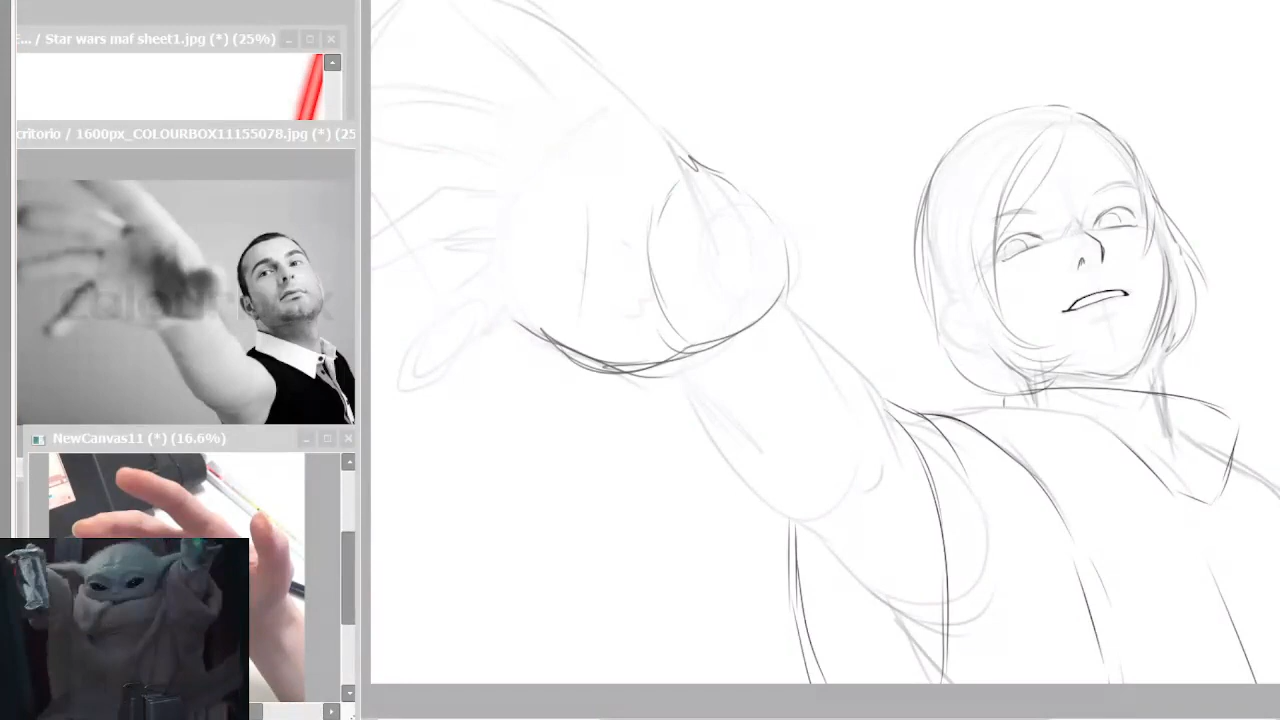 E... / Star wars maf sheet1.jpg (*) (25%)
critorio / 1600px_COLOURBOX11155078.jpg (*) (25
NewCanvas11 (*) (16.6%)